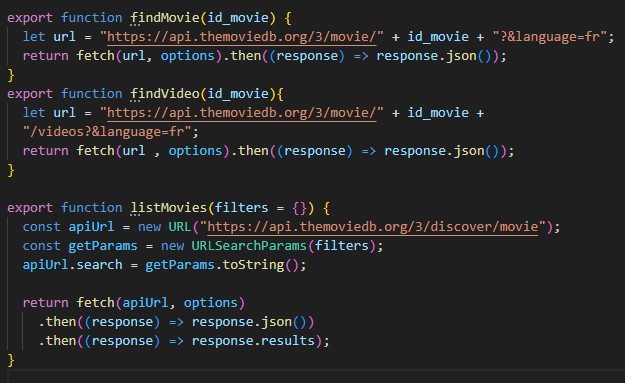 export function findMovie(id_movie) {
  let url = "https://api.themoviedb.org/3/movie/" + id_movie + "?&language=fr";
  return fetch(url, options).then((response) => response.json());
}
export function findVideo(id_movie){
  let url = "https://api.themoviedb.org/3/movie/" + id_movie +
  "/videos?&language=fr";
  return fetch(url , options).then((response) => response.json());
}

export function listMovies(filters = {}) {
  const apiUrl = new URL("https://api.themoviedb.org/3/discover/movie");
  const getParams = new URLSearchParams(filters);
  apiUrl.search = getParams.toString();

  return fetch(apiUrl, options)
    .then((response) => response.json())
    .then((response) => response.results);
}